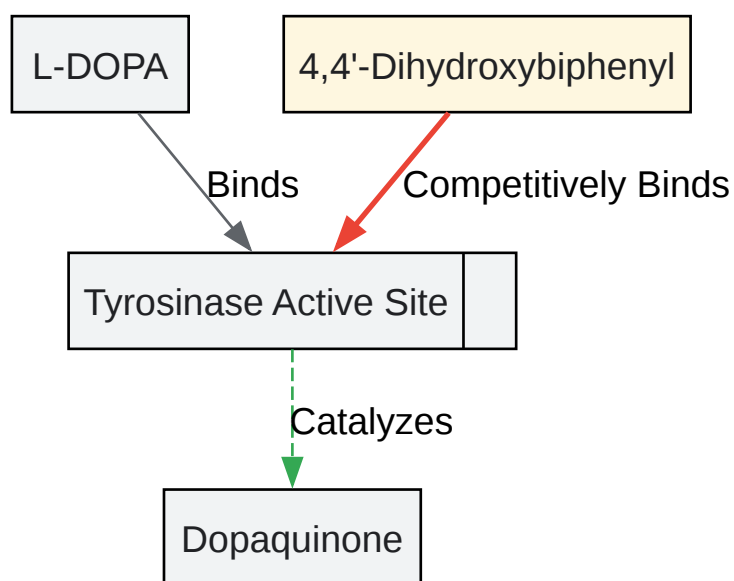 L-DOPA
4,4'-Dihydroxybiphenyl
Binds
Competitively Binds
Tyrosinase Active Site
Catalyzes
Dopaquinone